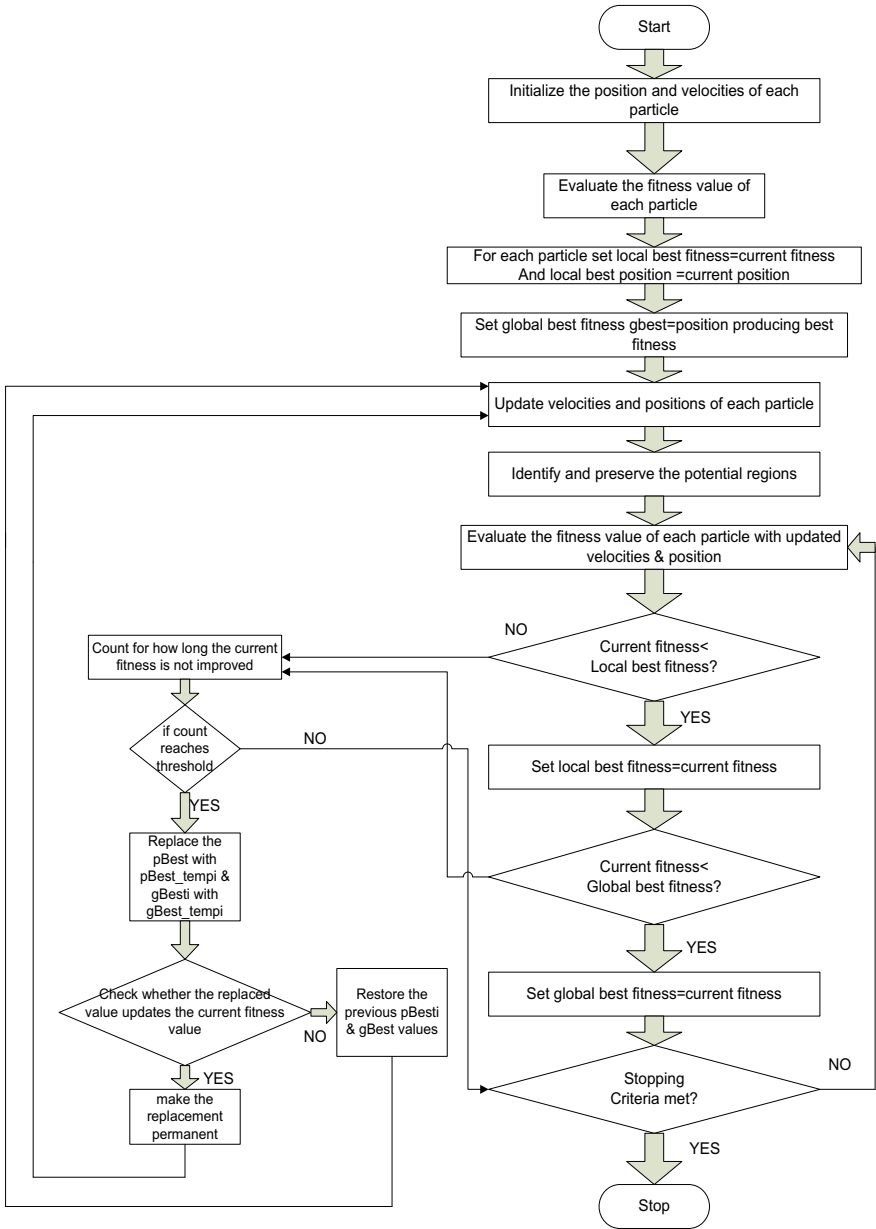 Start
Initialize the position and velocities of each
particle
Evaluate the fitness value of
each particle
For each particle set local best fitness=current fitness
And local best position =current position
Set global best fitness gbest=position producing best
fitness
Update velocities and positions of each particle
Identify and preserve the potential regions
Evaluate the fitness value of each particle with updated
velocities & position
NO
Current fitness<
Local best fitness?
YES
Count for how long the current
fitness is not improved
if count
reaches
threshold
NO
YES
Set local best fitness=current fitness
Replace the
pBest with
pBest_tempi &
gBesti with
gBest_tempi
Current fitness<
Global best fitness?
YES
Check whether the replaced
value updates the current fitness
value
NO
YES
Restore the
previous pBesti
& gBest values
Set global best fitness=current fitness
make the
replacement
permanent
Stopping
Criteria met?
NO
YES
Stop